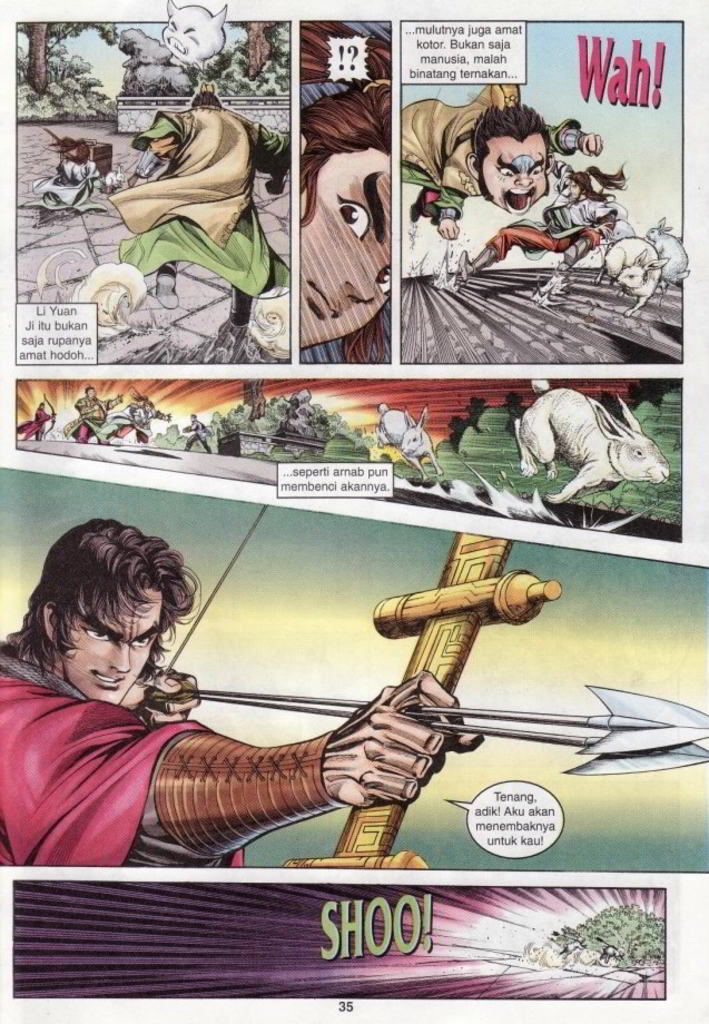 Li Yuan
Ji itu bukan
saja rupanya
amat hodoh...
!?
...mulutnya juga amat
kotor. Bukan saja
manusia, malah
binatang ternakan...
Wah!
...seperti arnab pun
membenci akannya.
Tenang,
adik! Aku akan
menembaknya
untuk kau!
SHOO!
35